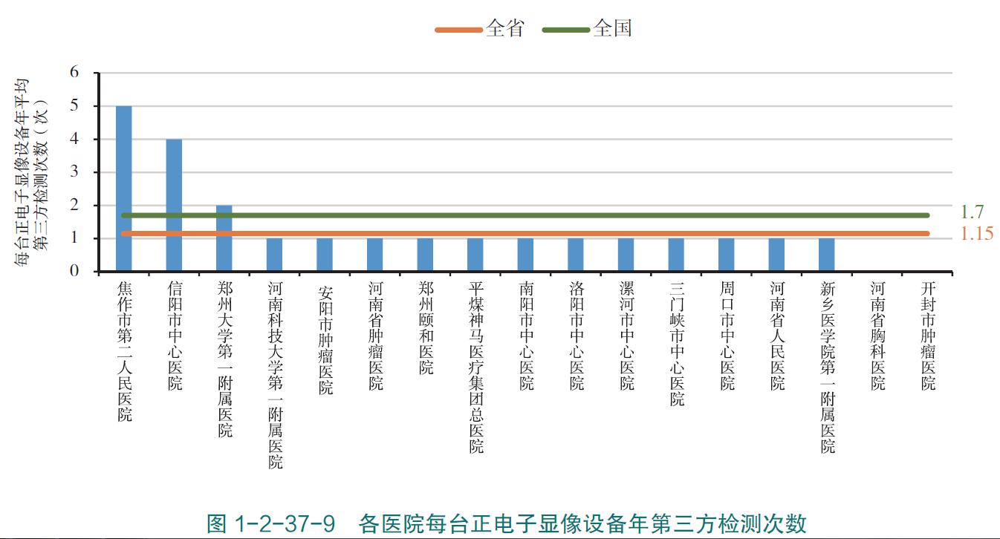 全省 全国
每台正电子显像设备年平均
第三方检测次数（次）
6
5
4
3
2
1
0
1.7
1.15
焦作市第二人民医院
信阳市中心医院
郑州大学第一附属医院
河南科技大学第一附属医院
安阳市肿瘤医院
河南省肿瘤医院
郑州颐和医院
平煤神马医疗集团总医院
南阳市中心医院
洛阳市中心医院
漯河市中心医院
三门峡市中心医院
周口市中心医院
河南省人民医院
新乡医学院第一附属医院
河南省胸科医院
开封市肿瘤医院
图 1-2-37-9 各医院每台正电子显像设备年第三方检测次数